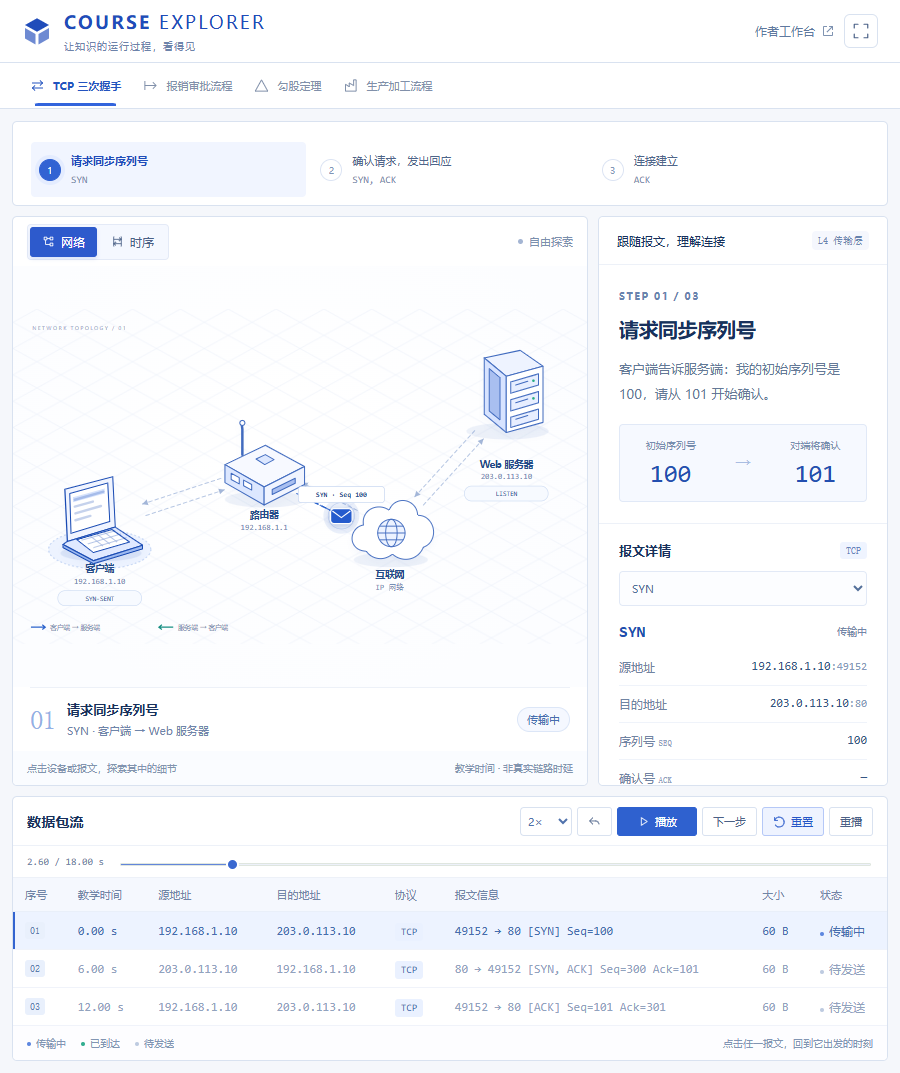 COURSE EXPLORER
让知识的运行过程，看得见
作者工作台
TCP 三次握手
报销审批流程
勾股定理
生产加工流程
1
请求同步序列号
SYN
2
确认请求，发出回应
SYN, ACK
3
连接建立
ACK
网络
时序
自由探索
NETWORK TOPOLOGY / 01
Web 服务器
203.0.113.10
LISTEN
SYN · Seq 100
路由器
192.168.1.1
客户端
192.168.1.10
SYN-SENT
互联网
IP 网络
客户端 → 服务端
服务端 → 客户端
01
请求同步序列号
SYN · 客户端 → Web 服务器
传输中
点击设备或报文，探索其中的细节
教学时间 · 非真实链路时延
跟随报文，理解连接
L4 传输层
STEP 01 / 03
请求同步序列号
客户端告诉服务端：我的初始序列号是
100，请从 101 开始确认。
初始序列号
100
→
对端将确认
101
报文详情
TCP
SYN
SYN
传输中
源地址
192.168.1.10:49152
目的地址
203.0.113.10:80
序列号 SEQ
100
确认号 ACK
—
数据包流
2×
播放
下一步
重置
重播
2.60 / 18.00 s
序号 教学时间 源地址 目的地址 协议 报文信息 大小 状态
01 0.00 s 192.168.1.10 203.0.113.10 TCP 49152 → 80 [SYN] Seq=100 60 B 传输中
02 6.00 s 203.0.113.10 192.168.1.10 TCP 80 → 49152 [SYN, ACK] Seq=300 Ack=101 60 B 待发送
03 12.00 s 192.168.1.10 203.0.113.10 TCP 49152 → 80 [ACK] Seq=101 Ack=301 60 B 待发送
传输中 已到达 待发送
点击任一报文，回到它出发的时刻